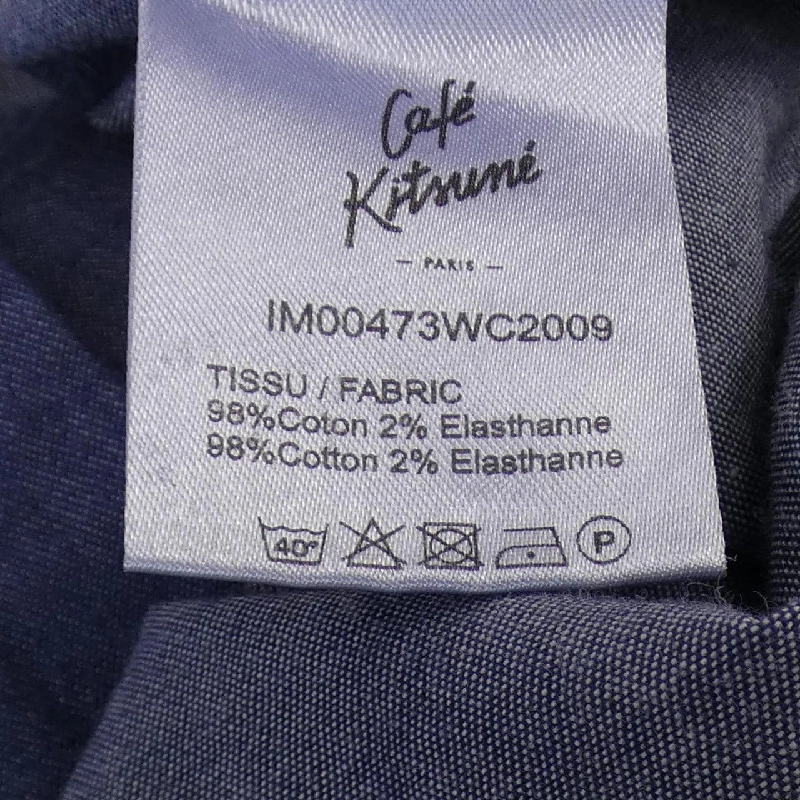 Café
Kitsuné
— PARIS —
IM00473WC2009
TISSU / FABRIC
98%Coton 2% Elasthanne
98%Cotton 2% Elasthanne
40° P